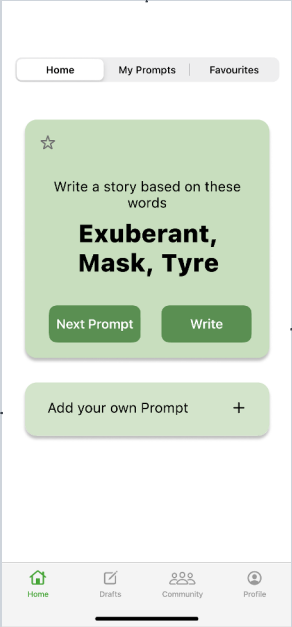 Home My Prompts Favourites
Write a story based on these
words
Exuberant,
Mask, Tyre
Next Prompt Write
Add your own Prompt +
Home Drafts Community Profile